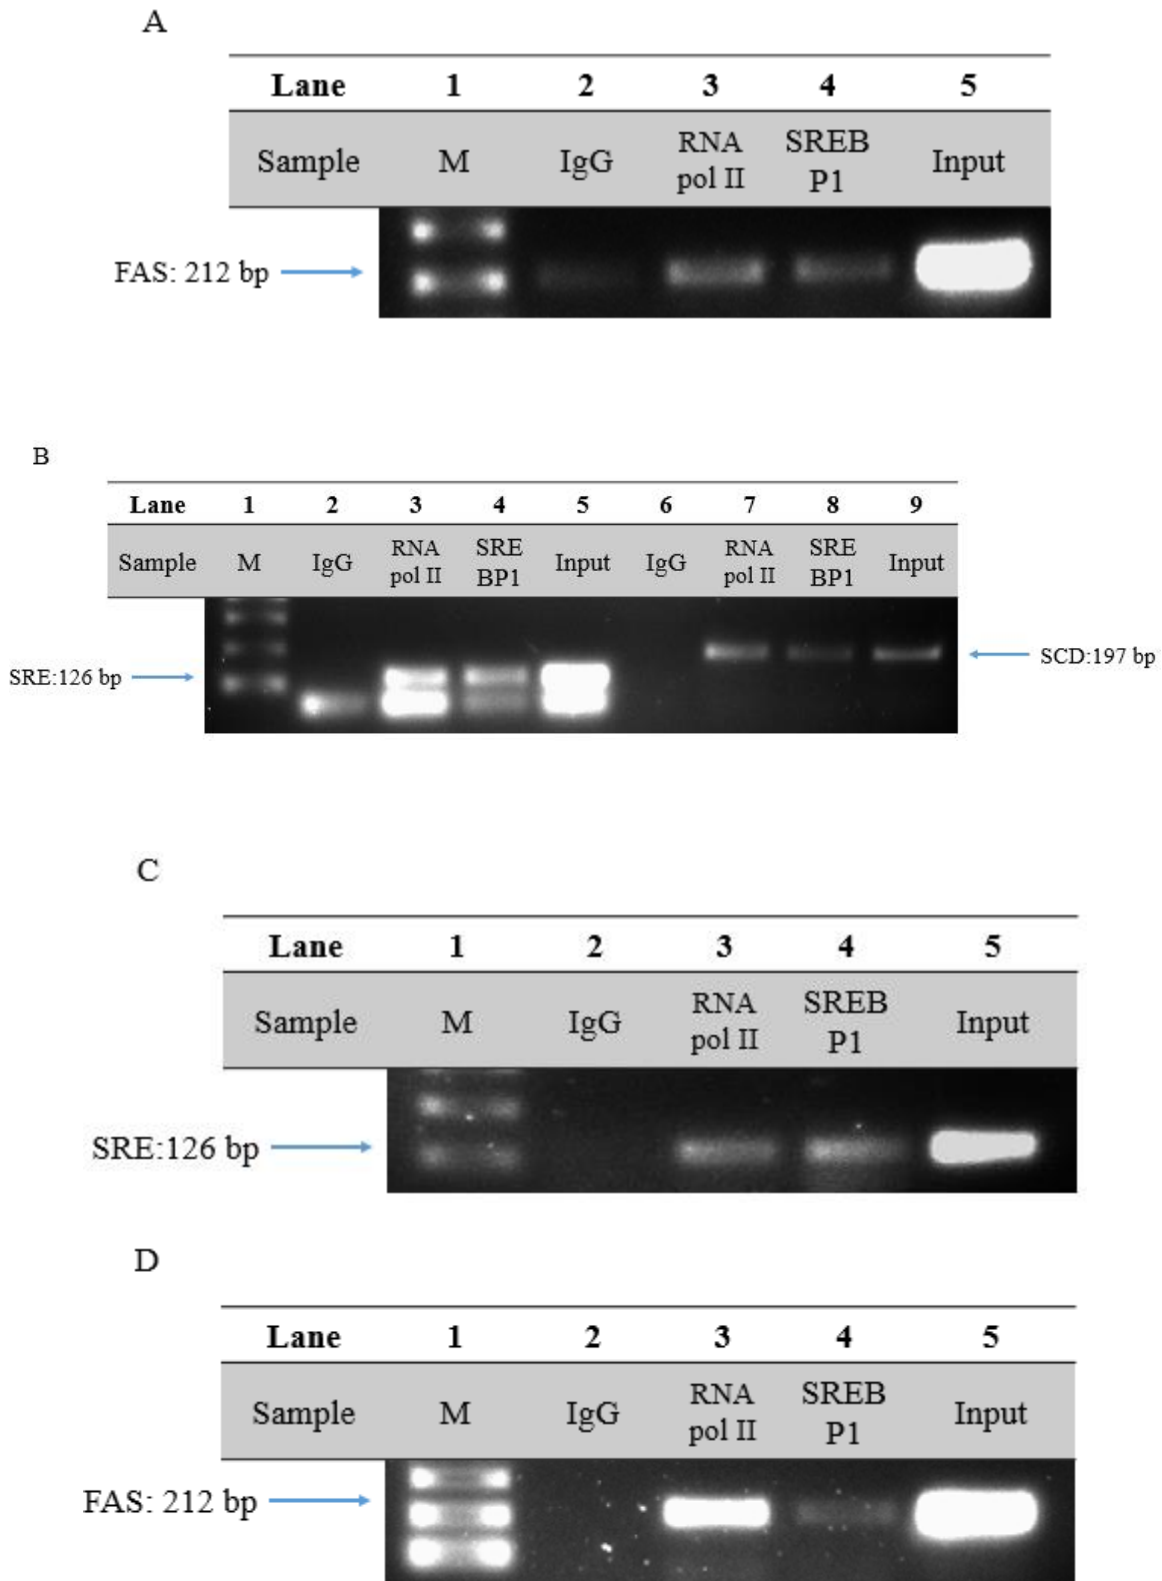 A
Lane 1 2 3 4 5
Sample M IgG RNA pol II SREB P1 Input
FAS: 212 bp
B
Lane 1 2 3 4 5 6 7 8 9
Sample M IgG RNA pol II SRE BP1 Input IgG RNA pol II SRE BP1 Input
SRE:126 bp
SCD:197 bp
C
Lane 1 2 3 4 5
Sample M IgG RNA pol II SREB P1 Input
SRE:126 bp
D
Lane 1 2 3 4 5
Sample M IgG RNA pol II SREB P1 Input
FAS: 212 bp